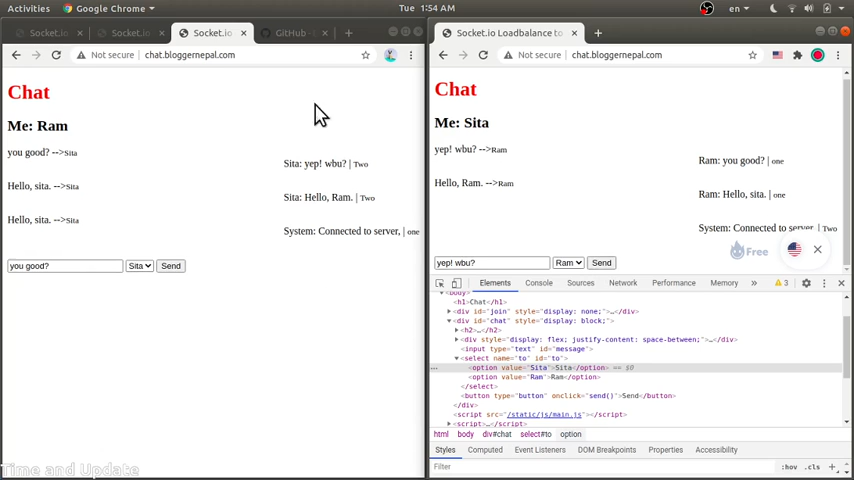 Activities Google Chrome Tue 1:54 AM en
Socket.io Socket.io Socket.io GitHub - 
Not secure chat.bloggernepal.com
Chat
Me: Ram
you good? -->Sita
Sita: yep! wbu? | Two
Hello, sita. -->Sita
Sita: Hello, Ram. | Two
Hello, sita. -->Sita
System: Connected to server, | one
you good? Sita Send
Time and Update
Socket.io Loadbalance to
Not secure chat.bloggernepal.com
Chat
Me: Sita
yep! wbu? -->Ram
Ram: you good? | one
Hello, Ram. -->Ram
Ram: Hello, sita. | one
System: Connected to server, | Two
Free
yep! wbu? Ram Send
Elements Console Sources Network Performance Memory » 3
<body>
<h1>Chat</h1>
<div id="join" style="display: none;">…</div>
<div id="chat" style="display: block;">
<h2>…</h2>
<div style="display: flex; justify-content: space-between;">…</div>
<input type="text" id="message">
<select name="to" id="to">
… <option value="Sita">Sita</option> == $0
<option value="Ram">Ram</option>
</select>
<button type="button" onclick="send()">Send</button>
</div>
<script src="/static/js/main.js"></script>
<script>…</script>
html body div#chat select#to option
Styles Computed Event Listeners DOM Breakpoints Properties Accessibility
Filter :hov .cls +